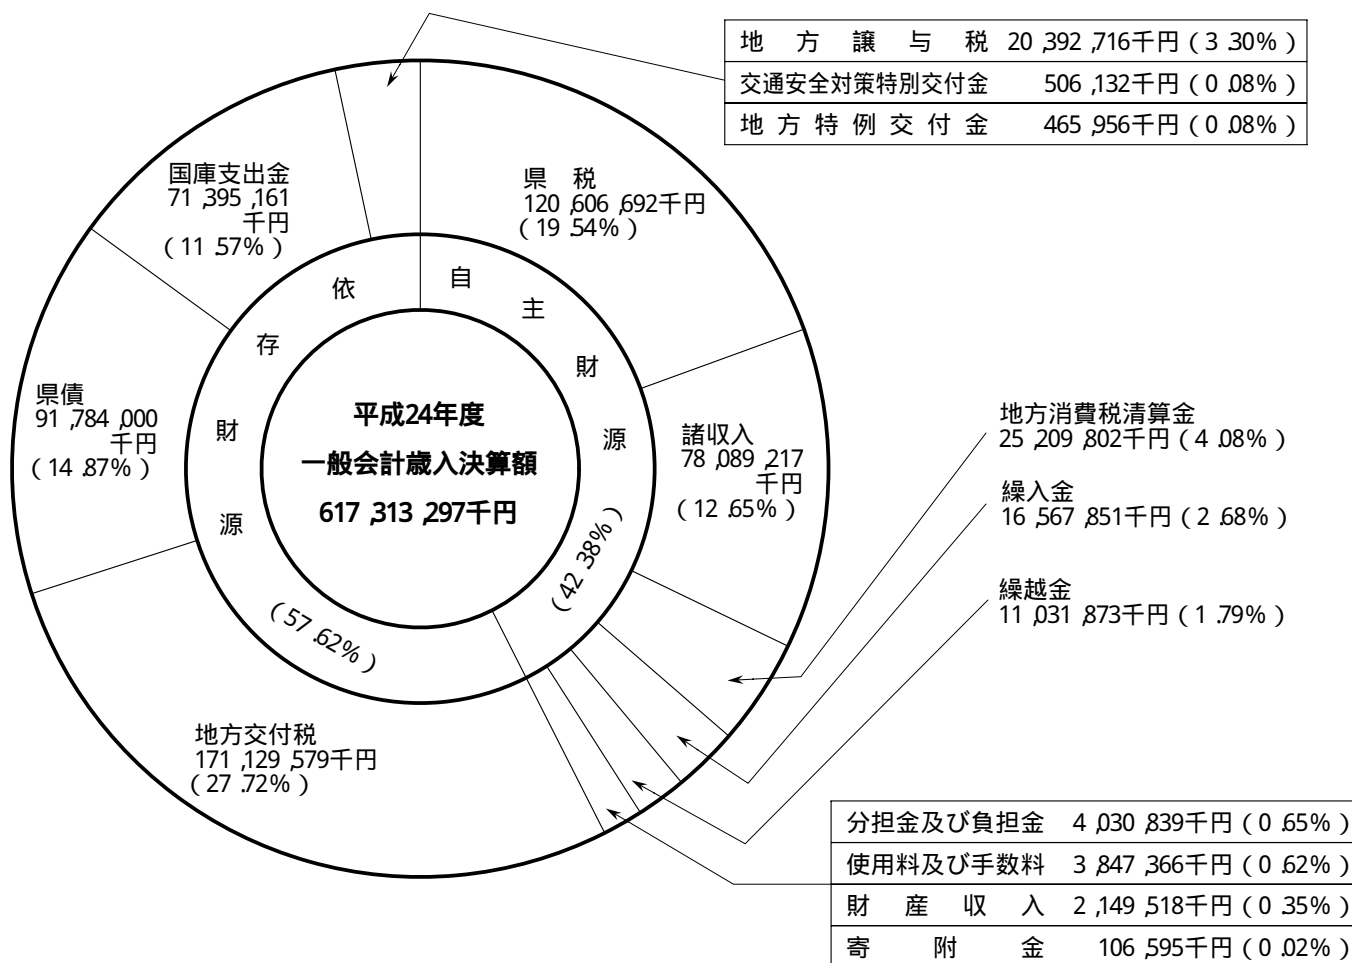 地方譲与税 20,392,716千円(3.30%)
交通安全対策特別交付金 506,132千円(0.08%)
地方特例交付金 465,956千円(0.08%)
国庫支出金
71,395,161
千円
(11.57%)
県税
120,606,692千円
(19.54%)
依存財源
(57.62%)
自主財源
(42.38%)
県債
91,784,000
千円
(14.87%)
平成24年度
一般会計歳入決算額
617,313,297千円
諸収入
78,089,217
千円
(12.65%)
地方消費税清算金
25,209,802千円(4.08%)
繰入金
16,567,851千円(2.68%)
繰越金
11,031,873千円(1.79%)
地方交付税
171,129,579千円
(27.72%)
分担金及び負担金 4,030,839千円(0.65%)
使用料及び手数料 3,847,366千円(0.62%)
財産収入 2,149,518千円(0.35%)
寄附金 106,595千円(0.02%)